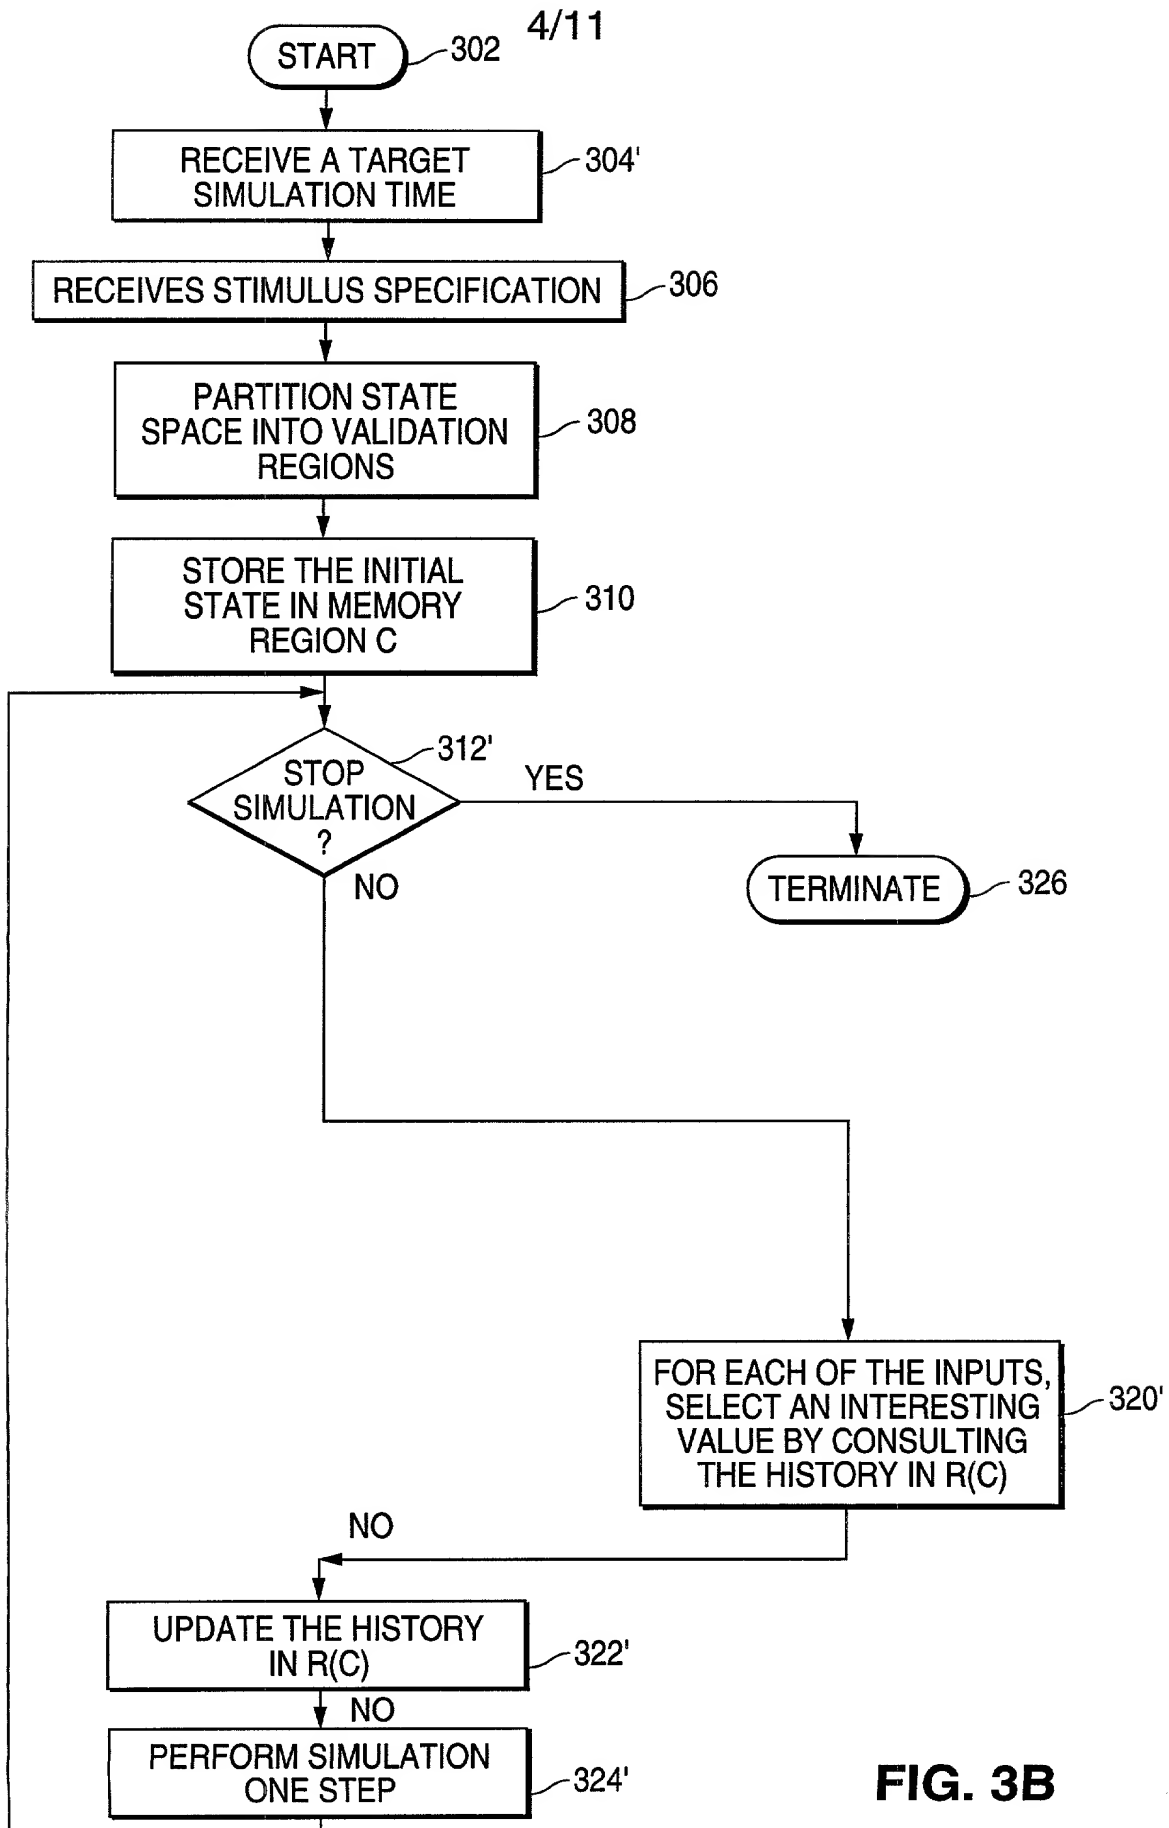 4/11
START
302
RECEIVE A TARGET
SIMULATION TIME
304'
RECEIVES STIMULUS SPECIFICATION
306
PARTITION STATE
SPACE INTO VALIDATION
REGIONS
308
STORE THE INITIAL
STATE IN MEMORY
REGION C
310
312'
STOP
SIMULATION
?
YES
NO
TERMINATE
326
FOR EACH OF THE INPUTS,
SELECT AN INTERESTING
VALUE BY CONSULTING
THE HISTORY IN R(C)
320'
NO
UPDATE THE HISTORY
IN R(C)
322'
NO
PERFORM SIMULATION
ONE STEP
324'
FIG. 3B